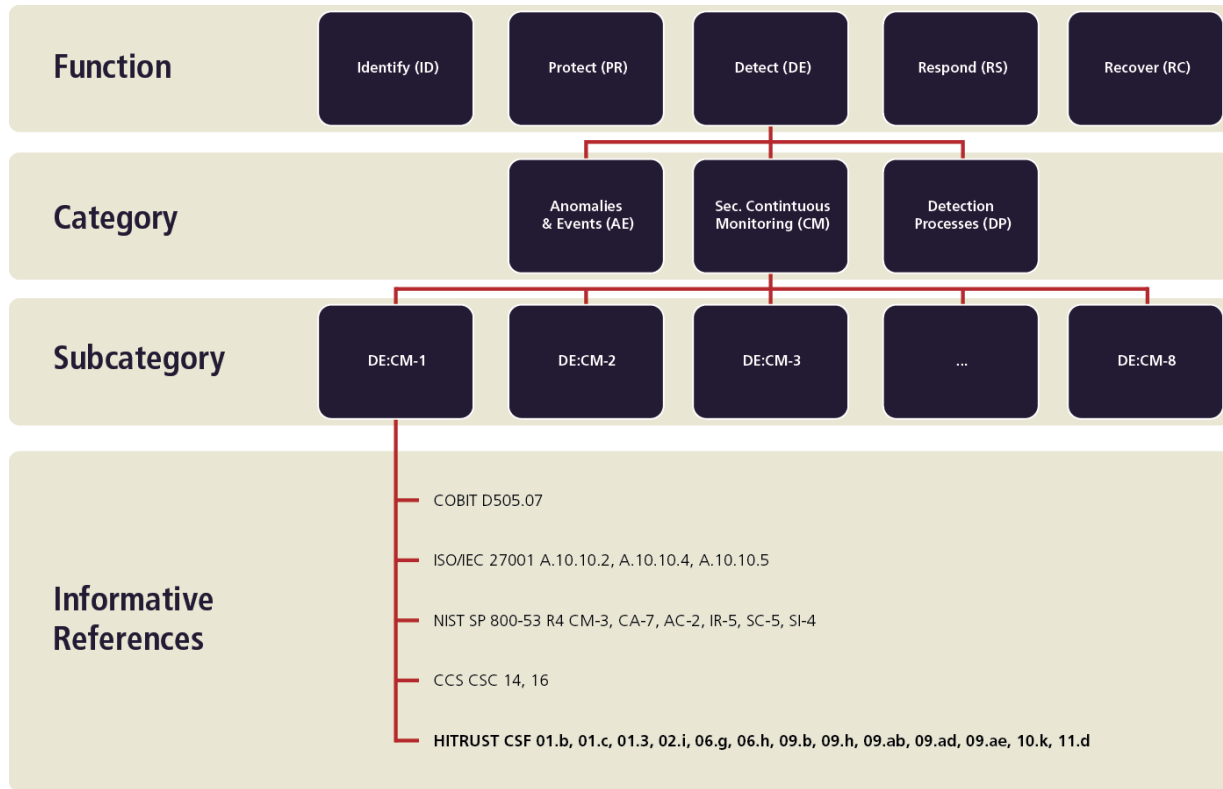 Function
Identify (ID)
Protect (PR)
Detect (DE)
Respond (RS)
Recover (RC)
Category
Anomalies
& Events (AE)
Sec. Contintuous
Monitoring (CM)
Detection
Processes (DP)
Subcategory
DE:CM-1
DE:CM-2
DE:CM-3
...
DE:CM-8
Informative
References
COBIT D505.07
ISO/IEC 27001 A.10.10.2, A.10.10.4, A.10.10.5
NIST SP 800-53 R4 CM-3, CA-7, AC-2, IR-5, SC-5, SI-4
CCS CSC 14, 16
HITRUST CSF 01.b, 01.c, 01.3, 02.i, 06.g, 06.h, 09.b, 09.h, 09.ab, 09.ad, 09.ae, 10.k, 11.d